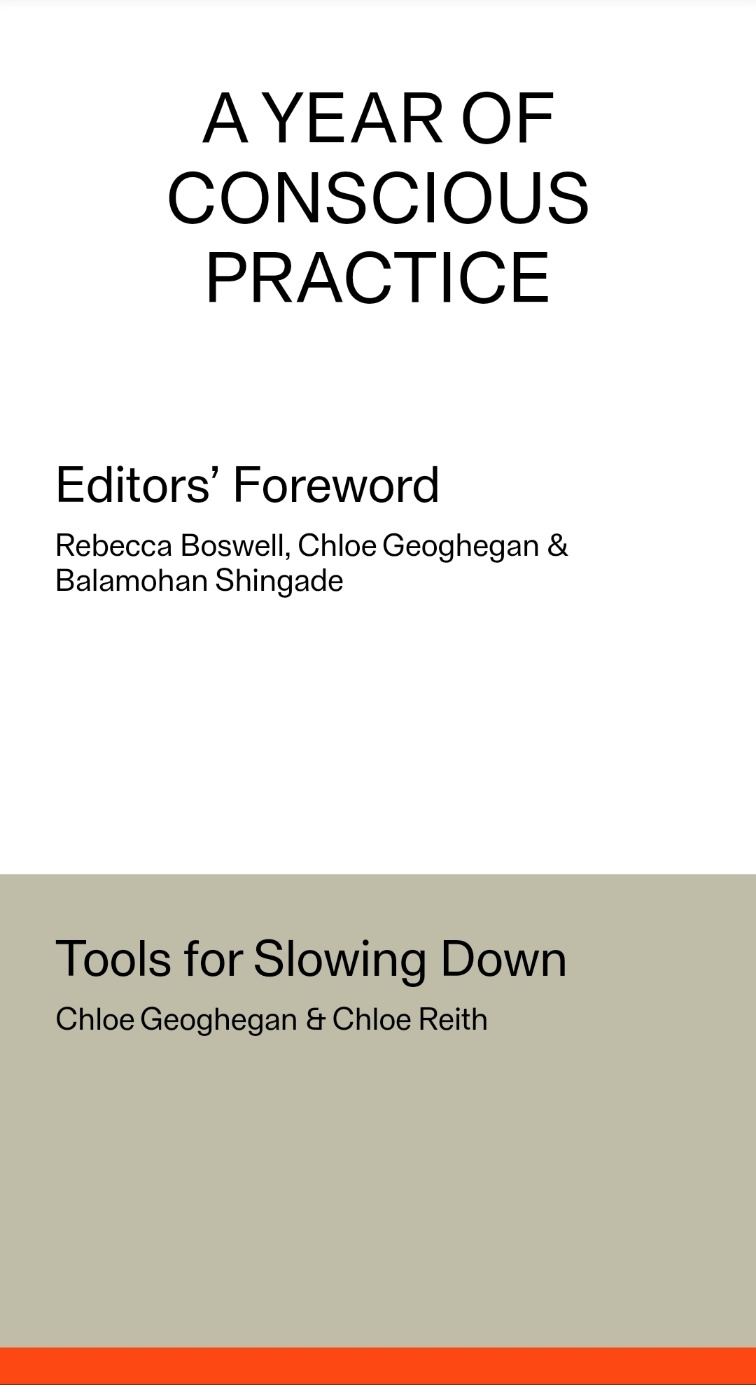 A YEAR OF
CONSCIOUS
PRACTICE
Editors’ Foreword
Rebecca Boswell, Chloe Geoghegan &
Balamohan Shingade
Tools for Slowing Down
Chloe Geoghegan & Chloe Reith